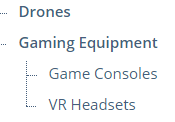 Drones
Gaming Equipment
Game Consoles
VR Headsets